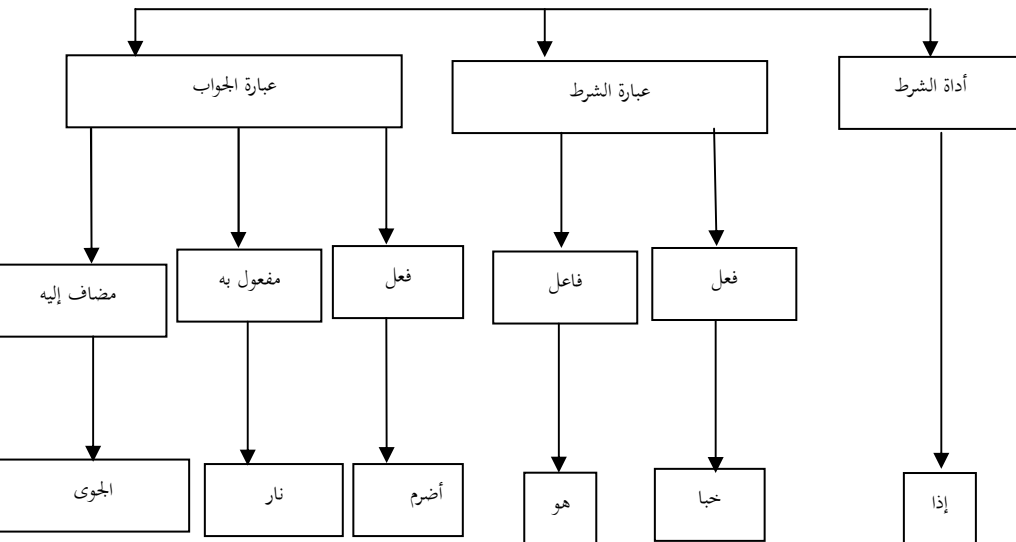 أداة الشرط
عبارة الشرط
عبارة الجواب
فعل
فاعل
فعل
مفعول به
مضاف إليه
إذا
خبا
هو
أضرم
نار
الجوى